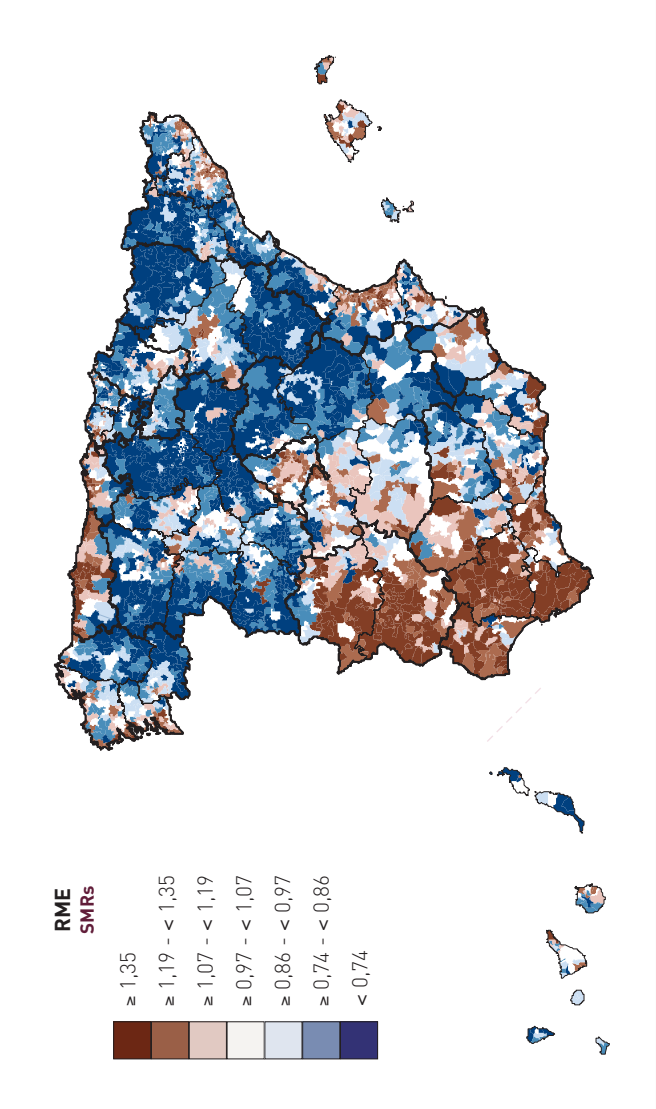 RME
SMRs
≥ 1,35
≥ 1,19 - < 1,35
≥ 1,07 - < 1,19
≥ 0,97 - < 1,07
≥ 0,86 - < 0,97
≥ 0,74 - < 0,86
< 0,74